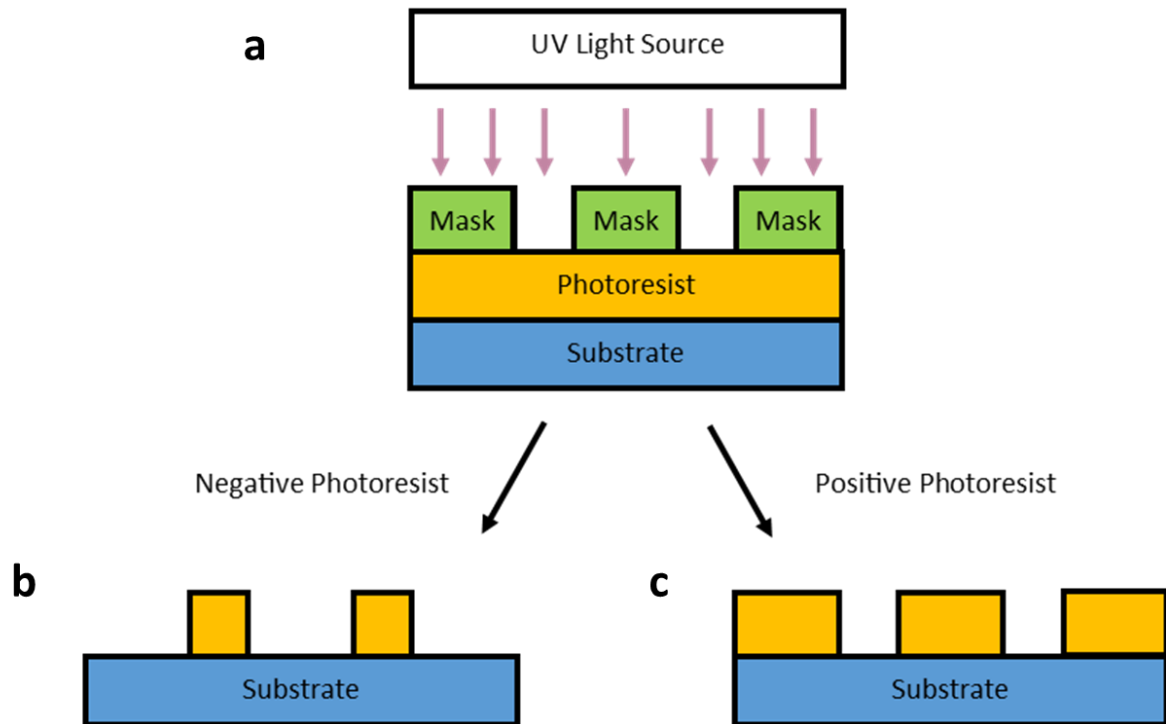 a
UV Light Source
Mask
Mask
Mask
Photoresist
Substrate
Negative Photoresist
Positive Photoresist
b
Substrate
c
Substrate